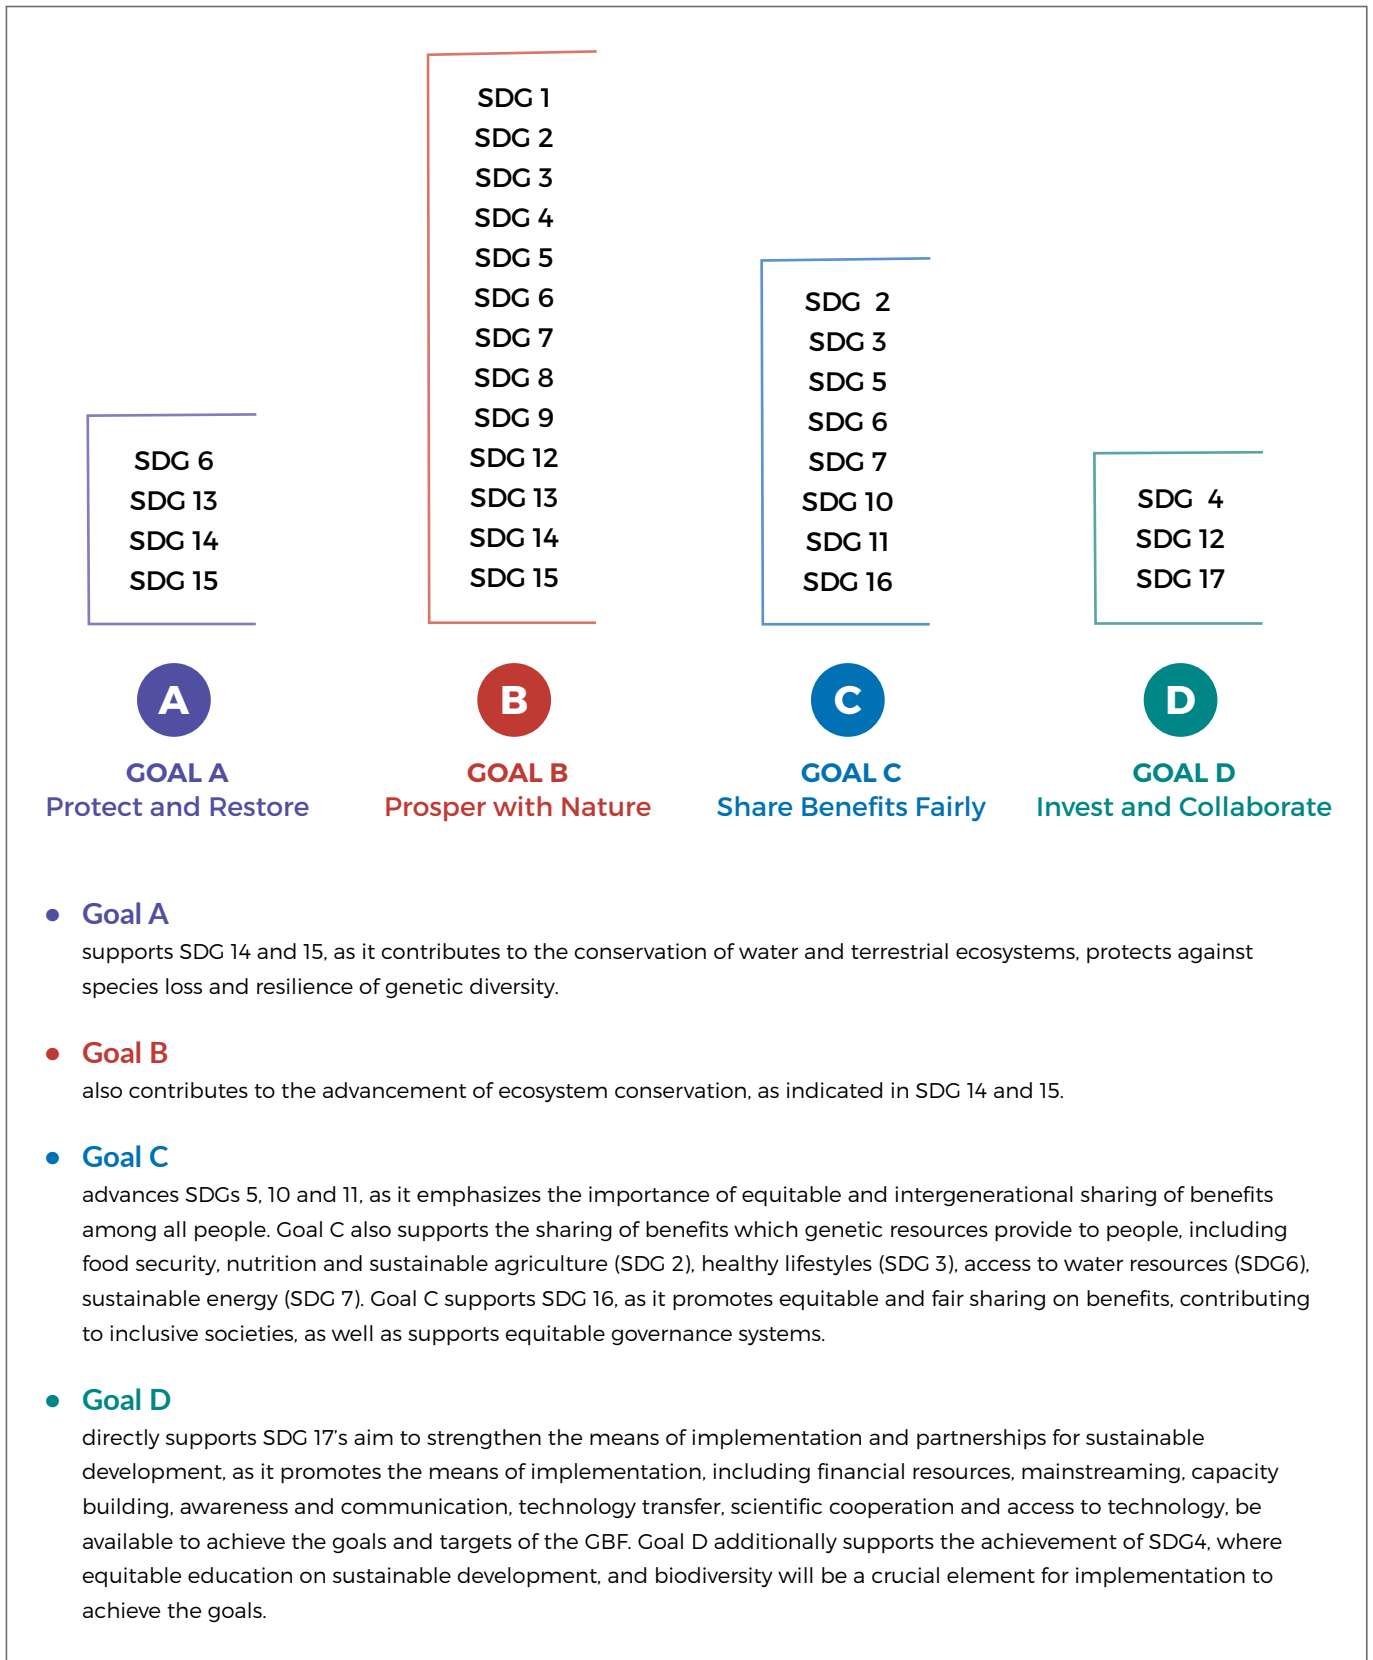 SDG 6
SDG 13
SDG 14
SDG 15
A
GOAL A
Protect and Restore
SDG 1
SDG 2
SDG 3
SDG 4
SDG 5
SDG 6
SDG 7
SDG 8
SDG 9
SDG 12
SDG 13
SDG 14
SDG 15
B
GOAL B
Prosper with Nature
SDG 2
SDG 3
SDG 5
SDG 6
SDG 7
SDG 10
SDG 11
SDG 16
C
GOAL C
Share Benefits Fairly
SDG 4
SDG 12
SDG 17
D
GOAL D
Invest and Collaborate
• Goal A
supports SDG 14 and 15, as it contributes to the conservation of water and terrestrial ecosystems, protects against
species loss and resilience of genetic diversity.
• Goal B
also contributes to the advancement of ecosystem conservation, as indicated in SDG 14 and 15.
• Goal C
advances SDGs 5, 10 and 11, as it emphasizes the importance of equitable and intergenerational sharing of benefits
among all people. Goal C also supports the sharing of benefits which genetic resources provide to people, including
food security, nutrition and sustainable agriculture (SDG 2), healthy lifestyles (SDG 3), access to water resources (SDG6),
sustainable energy (SDG 7). Goal C supports SDG 16, as it promotes equitable and fair sharing on benefits, contributing
to inclusive societies, as well as supports equitable governance systems.
• Goal D
directly supports SDG 17's aim to strengthen the means of implementation and partnerships for sustainable
development, as it promotes the means of implementation, including financial resources, mainstreaming, capacity
building, awareness and communication, technology transfer, scientific cooperation and access to technology, be
available to achieve the goals and targets of the GBF. Goal D additionally supports the achievement of SDG4, where
equitable education on sustainable development, and biodiversity will be a crucial element for implementation to
achieve the goals.